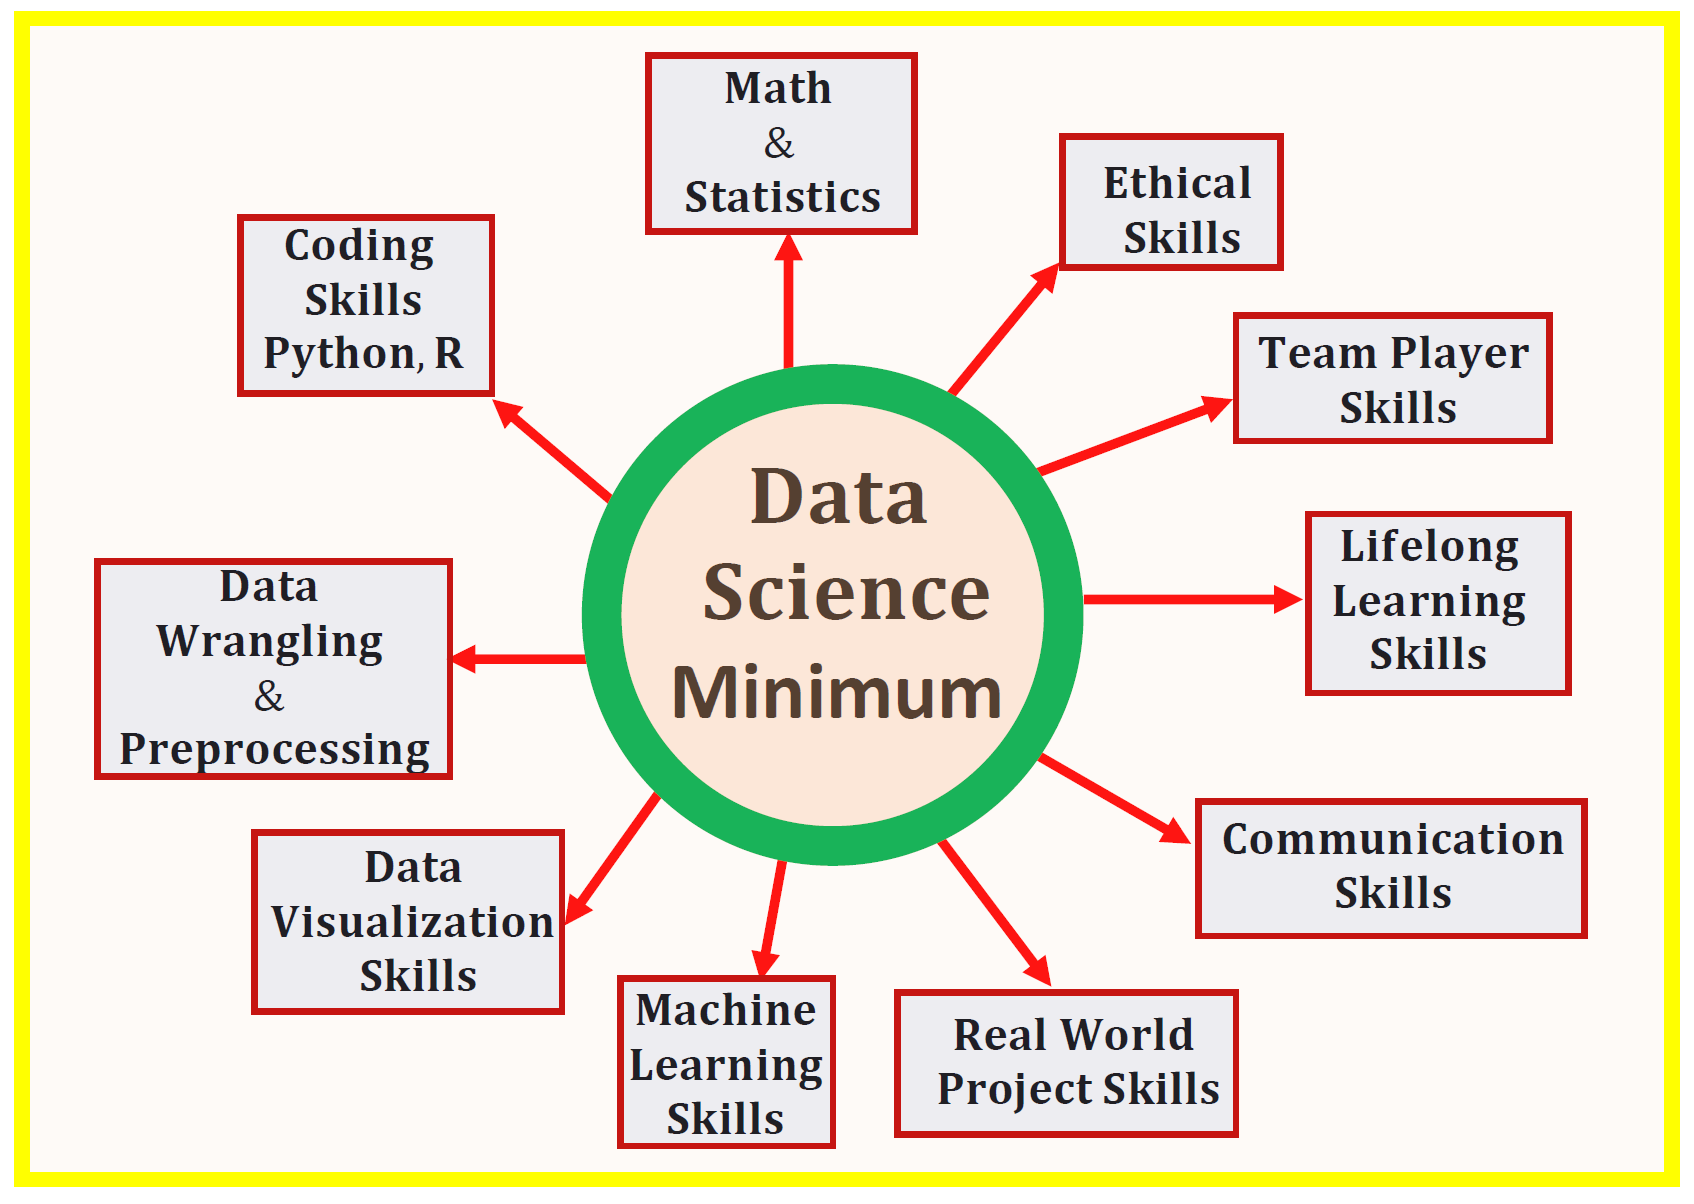 Math
&
Statistics
Ethical
Skills
Team Player
Skills
Lifelong
Learning
Skills
Communication
Skills
Real World
Project Skills
Machine
Learning
Skills
Data
Visualization
Skills
Data
Wrangling
&
Preprocessing
Coding
Skills
Python, R
Data
Science
Minimum